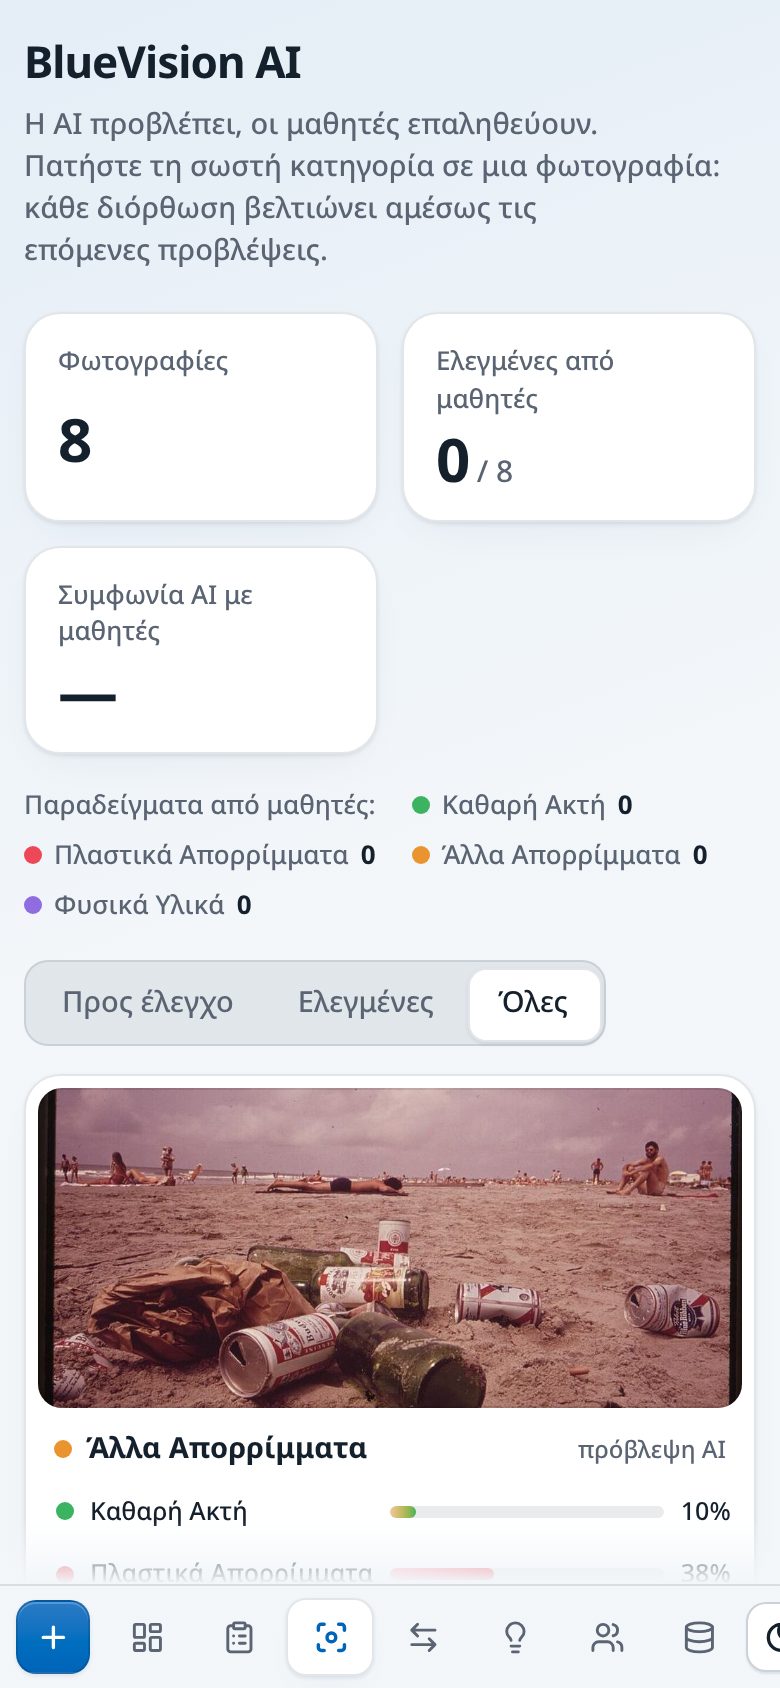 BlueVision AI
Η AI προβλέπει, οι μαθητές επαληθεύουν.
Πατήστε τη σωστή κατηγορία σε μια φωτογραφία:
κάθε διόρθωση βελτιώνει αμέσως τις
επόμενες προβλέψεις.
Φωτογραφίες
8
Ελεγμένες από
μαθητές
0 / 8
Συμφωνία AI με
μαθητές
—
Παραδείγματα από μαθητές:
Καθαρή Ακτή 0
Πλαστικά Απορρίμματα 0
Άλλα Απορρίμματα 0
Φυσικά Υλικά 0
Προς έλεγχο
Ελεγμένες
Όλες
Άλλα Απορρίμματα
πρόβλεψη AI
Καθαρή Ακτή
10%
Πλαστικά Απορρίμματα
38%